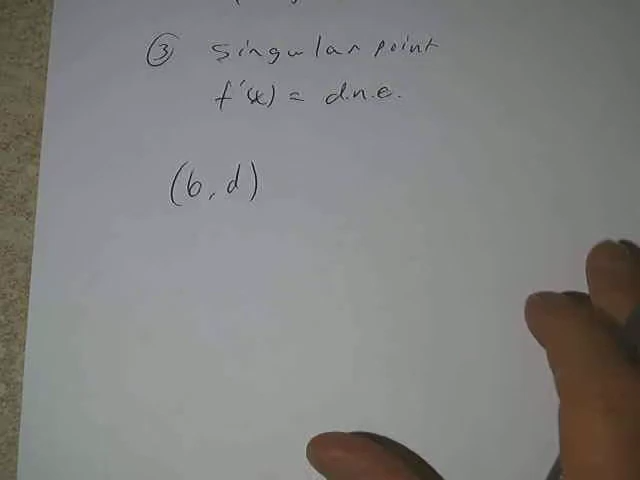 ③ singular point
f'(x) = d.n.e.
(b, d)